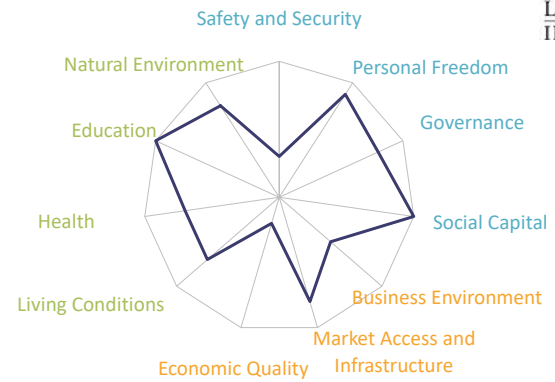 Safety and Security
Natural Environment
Personal Freedom
Education
Governance
Health
Social Capital
Living Conditions
Business Environment
Market Access and
Infrastructure
Economic Quality